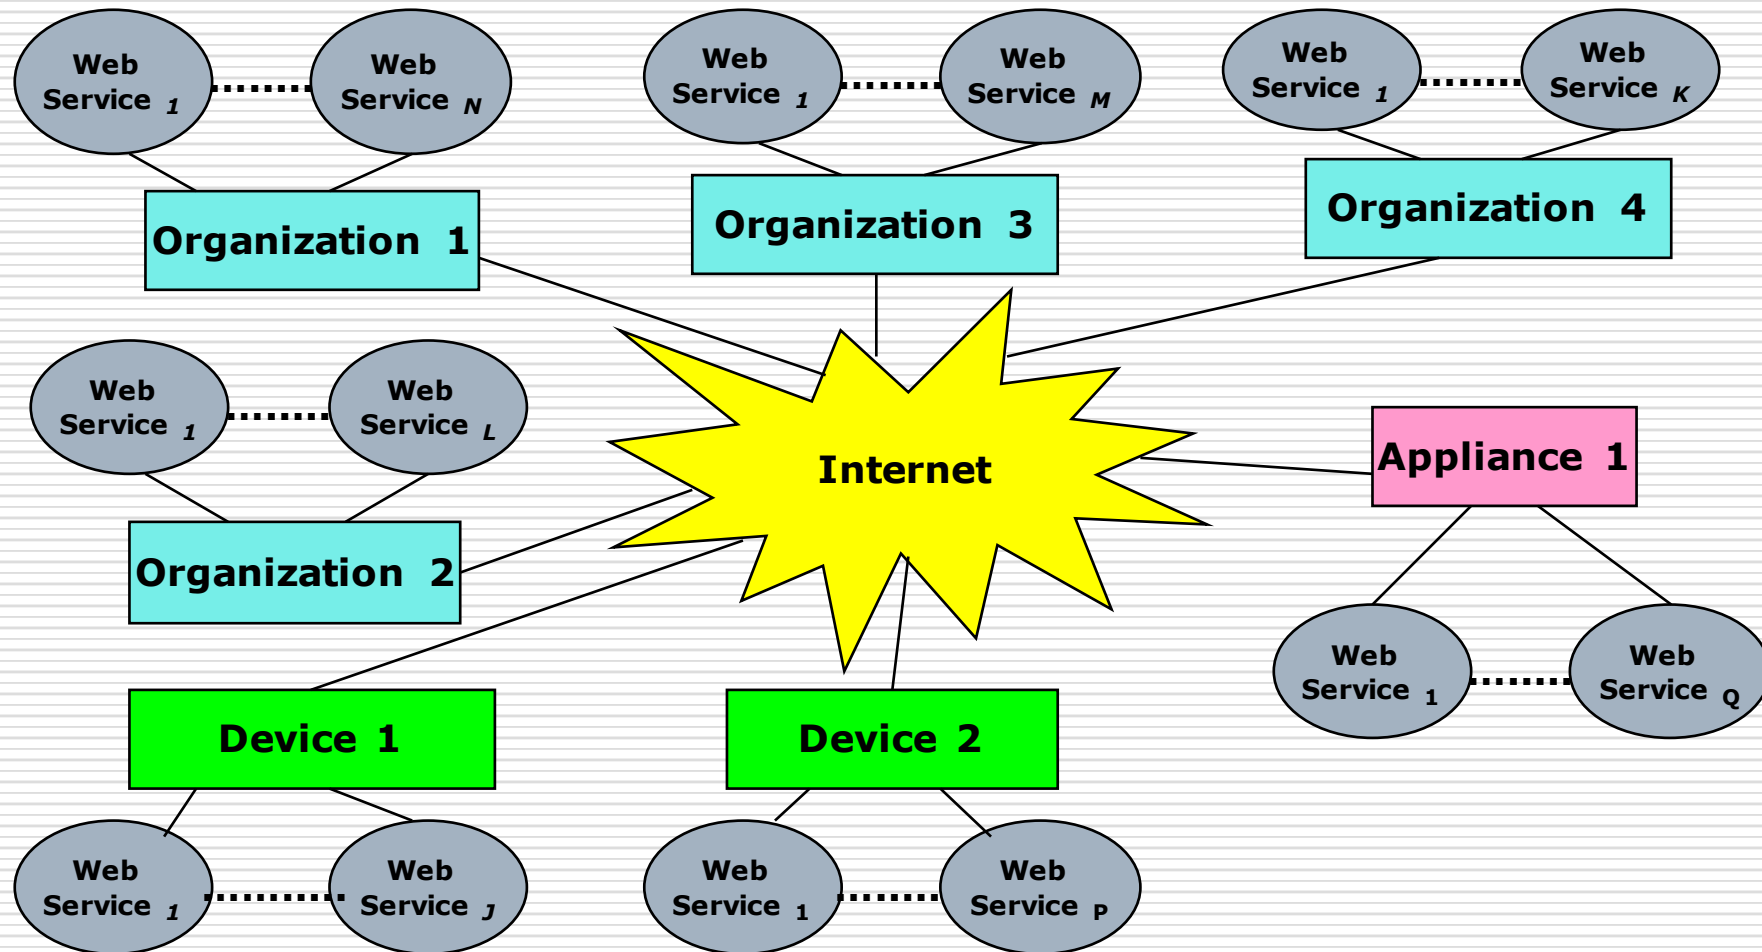 Web
Service 1
Web
Service N
Web
Service 1
Web
Service M
Web
Service 1
Web
Service K
Organization 1
Organization 3
Organization 4
Web
Service 1
Web
Service L
Internet
Appliance 1
Organization 2
Web
Service 1
Web
Service Q
Device 1
Device 2
Web
Service 1
Web
Service J
Web
Service 1
Web
Service P